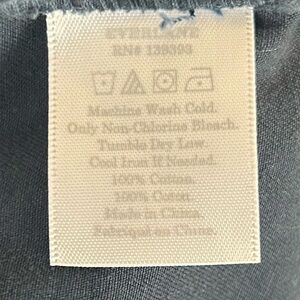 EVERLANE
RN# 139393
Machine Wash Cold.
Only Non-Chlorine Bleach.
Tumble Dry Low.
Cool Iron If Needed.
100% Cotton.
100% Coton.
Made in China.
Fabriqué en Chine.